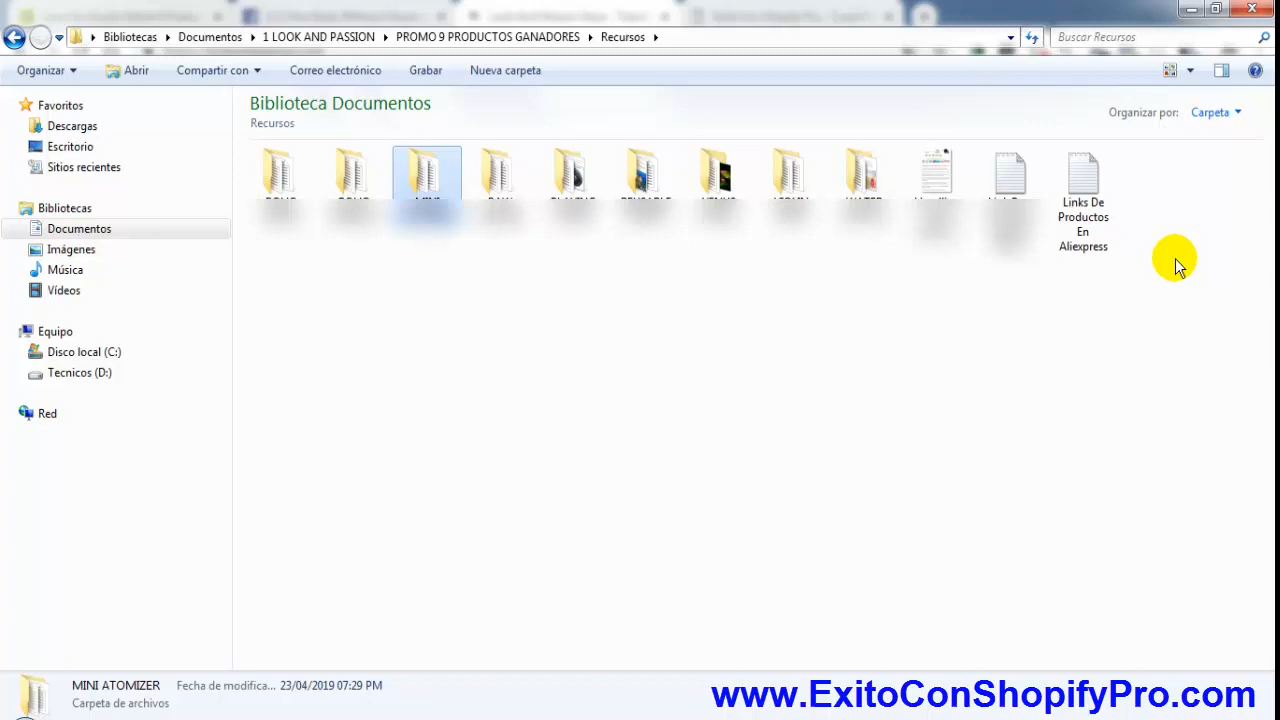 Bibliotecas Documentos 1 LOOK AND PASSION PROMO 9 PRODUCTOS GANADORES Recursos
Buscar Recursos
Organizar Abrir Compartir con Correo electrónico Grabar Nueva carpeta
Favoritos
Descargas
Escritorio
Sitios recientes
Bibliotecas
Documentos
Imágenes
Música
Vídeos
Equipo
Disco local (C:)
Tecnicos (D:)
Red
Biblioteca Documentos
Recursos
Organizar por: Carpeta
Links De
Productos
En
Aliexpress
MINI ATOMIZER Fecha de modifica... 23/04/2019 07:29 PM
Carpeta de archivos
www.ExitoConShopifyPro.com